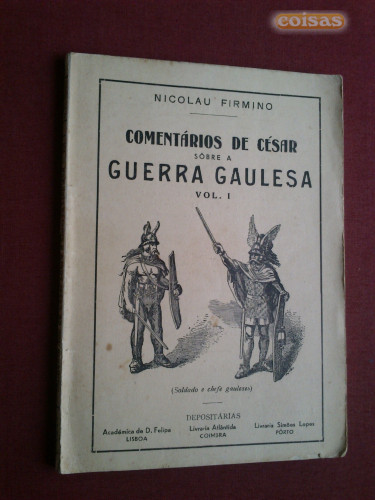 coisas
NICOLAU FIRMINO
COMENTÁRIOS DE CÉSAR
SÔBRE A
GUERRA GAULESA
VOL. I
(Soldado e chefe gauleses)
DEPOSITÁRIAS
Académica de D. Felipa
LISBOA
Livraria Atlântida
COIMBRA
Livraria Simões Lopes
PÔRTO